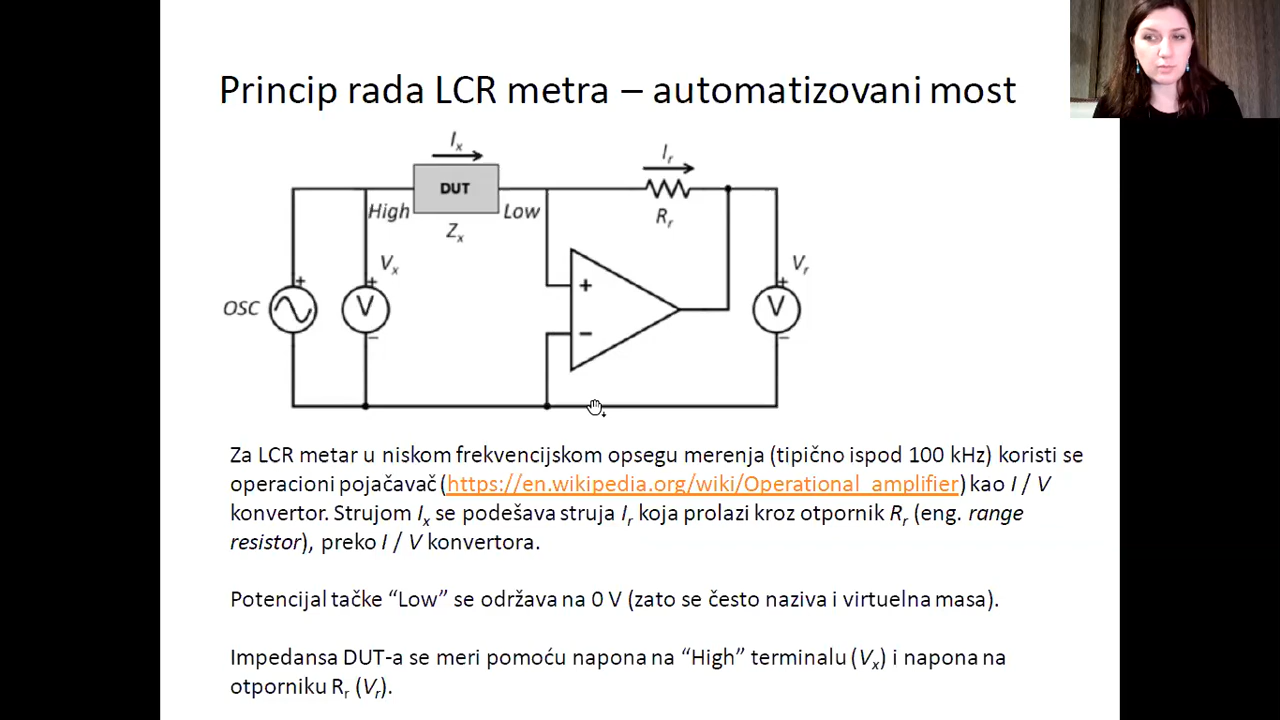 Princip rada LCR metra – automatizovani most
Ix
Ir
DUT
High
Low
Zx
Rr
Vx
Vr
+
+
+
OSC
V
V
–
–
–
Za LCR metar u niskom frekvencijskom opsegu merenja (tipično ispod 100 kHz) koristi se
operacioni pojačavač (https://en.wikipedia.org/wiki/Operational_amplifier) kao I / V
konvertor. Strujom Ix se podešava struja Ir koja prolazi kroz otpornik Rr (eng. range
resistor), preko I / V konvertora.
Potencijal tačke “Low” se održava na 0 V (zato se često naziva i virtuelna masa).
Impedansa DUT-a se meri pomoću napona na “High” terminalu (Vx) i napona na
otporniku Rr (Vr).